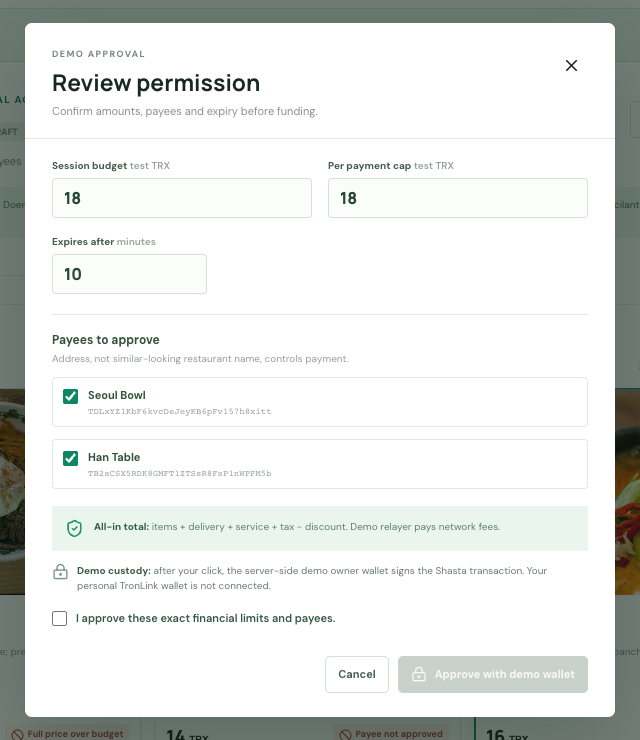 DEMO APPROVAL
Review permission
Confirm amounts, payees and expiry before funding.
Session budget test TRX
Per payment cap test TRX
18
18
Expires after minutes
10
Payees to approve
Address, not similar-looking restaurant name, controls payment.
Seoul Bowl
TDLxYZ1KbF6kvcDeJeyKB6pFv157h8xitt
Han Table
TB2sCSX5RDK8GMFT1ZTSsR8FsP1nWPFM5b
All-in total: items + delivery + service + tax − discount. Demo relayer pays network fees.
Demo custody: after your click, the server-side demo owner wallet signs the Shasta transaction. Your
personal TronLink wallet is not connected.
I approve these exact financial limits and payees.
Cancel
Approve with demo wallet
Full price over budget
14 TRX
Payee not approved
16 TRX